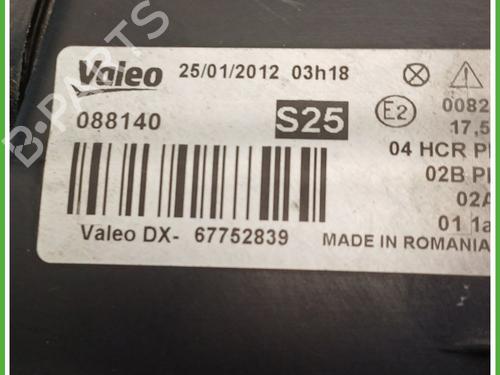 Valeo 25/01/2012 03h18
088140 S25 E2 0082
17,5
04 HCR P
02B P
02A
01 1a
Valeo DX- 67752839 MADE IN ROMANIA
B-PARTS